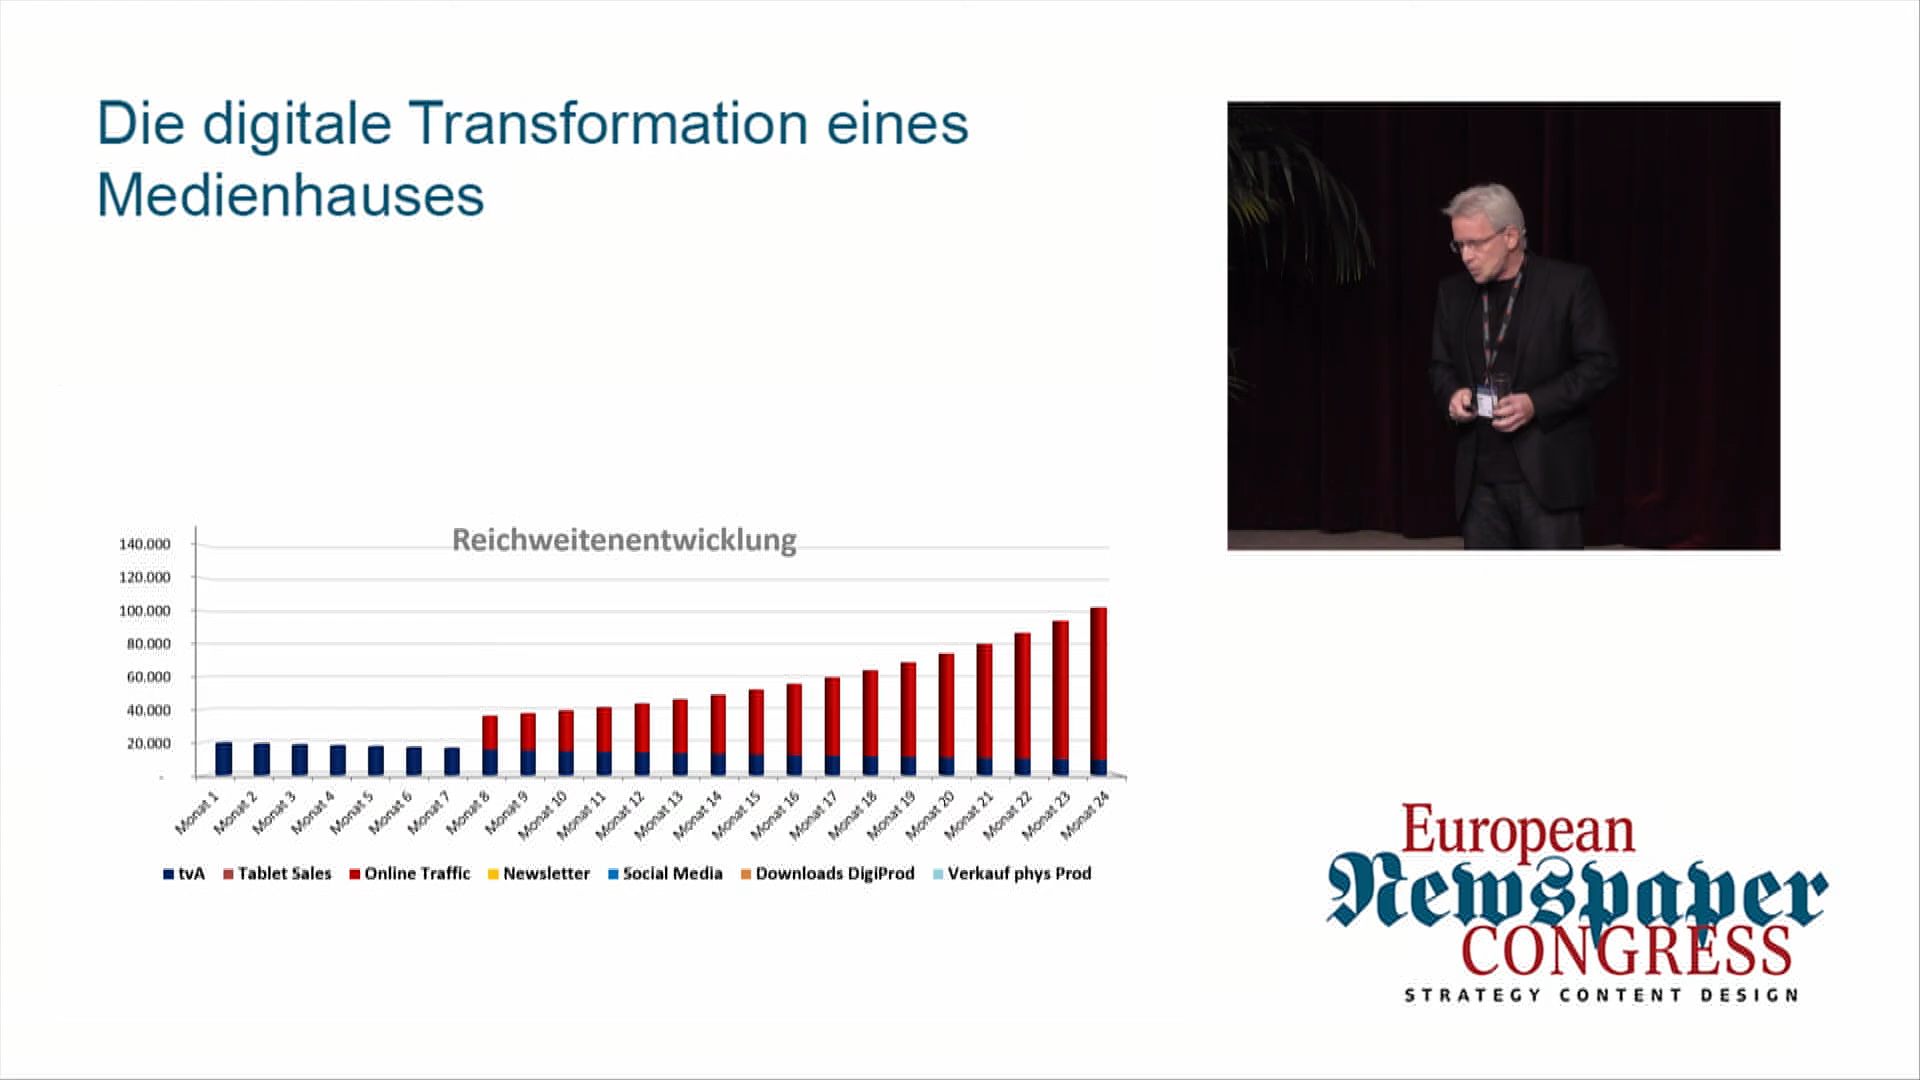 Die digitale Transformation eines
Medienhauses
Reichweitenentwicklung
140.000
120.000
100.000
80.000
60.000
40.000
20.000
-
Monat 1 Monat 2 Monat 3 Monat 4 Monat 5 Monat 6 Monat 7 Monat 8 Monat 9 Monat 10 Monat 11 Monat 12 Monat 13 Monat 14 Monat 15 Monat 16 Monat 17 Monat 18 Monat 19 Monat 20 Monat 21 Monat 22 Monat 23 Monat 24
tvA Tablet Sales Online Traffic Newsletter Social Media Downloads DigiProd Verkauf phys Prod
European
Newspaper
CONGRESS
STRATEGY CONTENT DESIGN